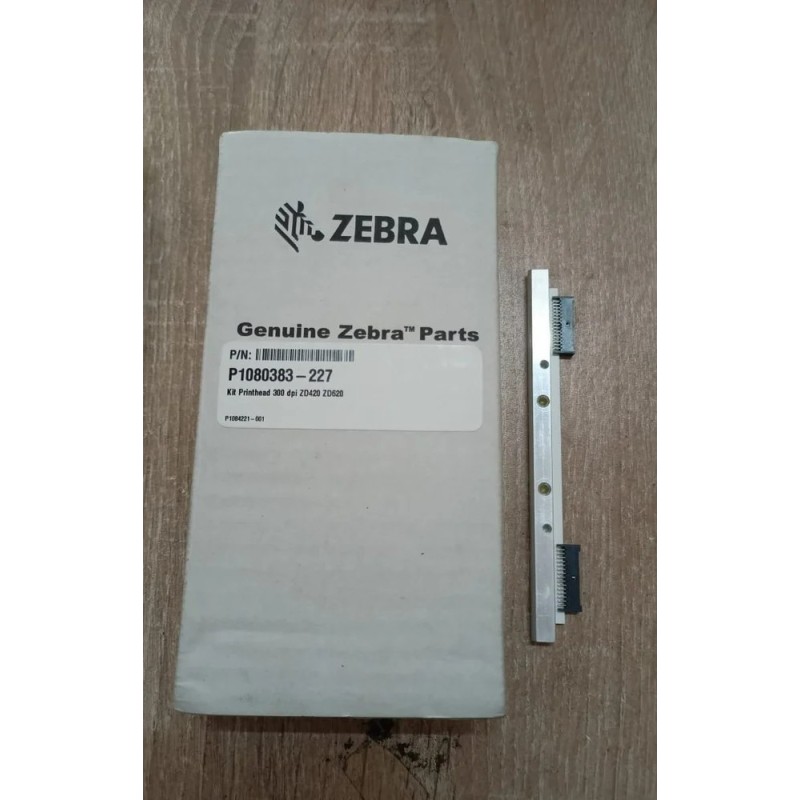 ZEBRA
Genuine Zebra™ Parts
P/N:
P1080383-227
Kit Printhead 300 dpi ZD420 ZD620
P1084221-001